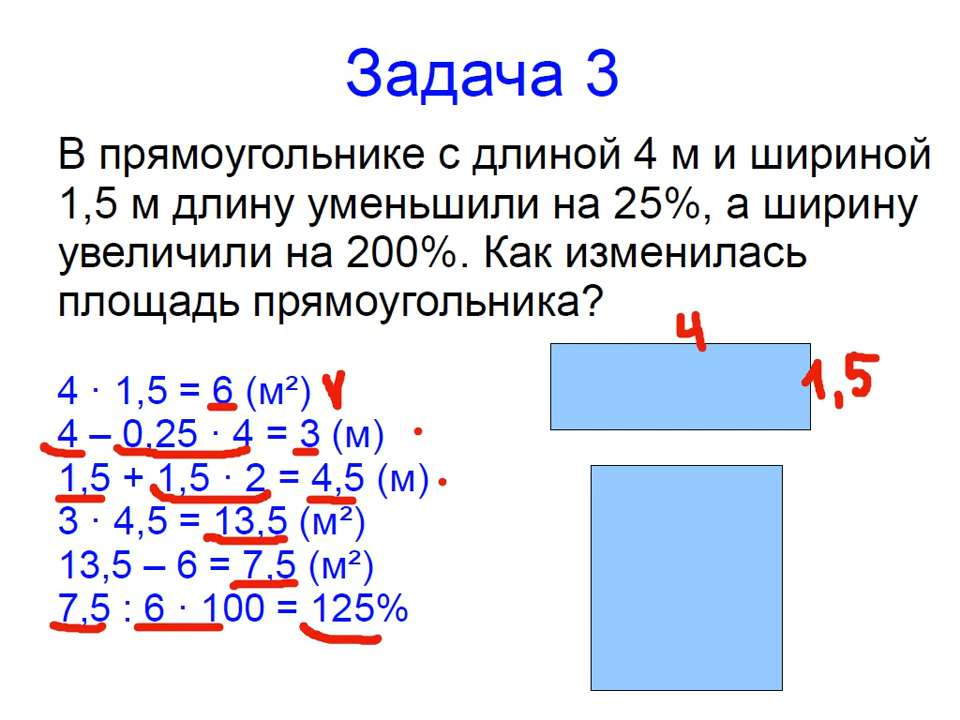 Задача 3
В прямоугольнике с длиной 4 м и шириной
1,5 м длину уменьшили на 25%, а ширину
увеличили на 200%. Как изменилась
площадь прямоугольника?
4
1,5
4 · 1,5 = 6 (м²)
4 – 0,25 · 4 = 3 (м)
1,5 + 1,5 · 2 = 4,5 (м)
3 · 4,5 = 13,5 (м²)
13,5 – 6 = 7,5 (м²)
7,5 : 6 · 100 = 125%